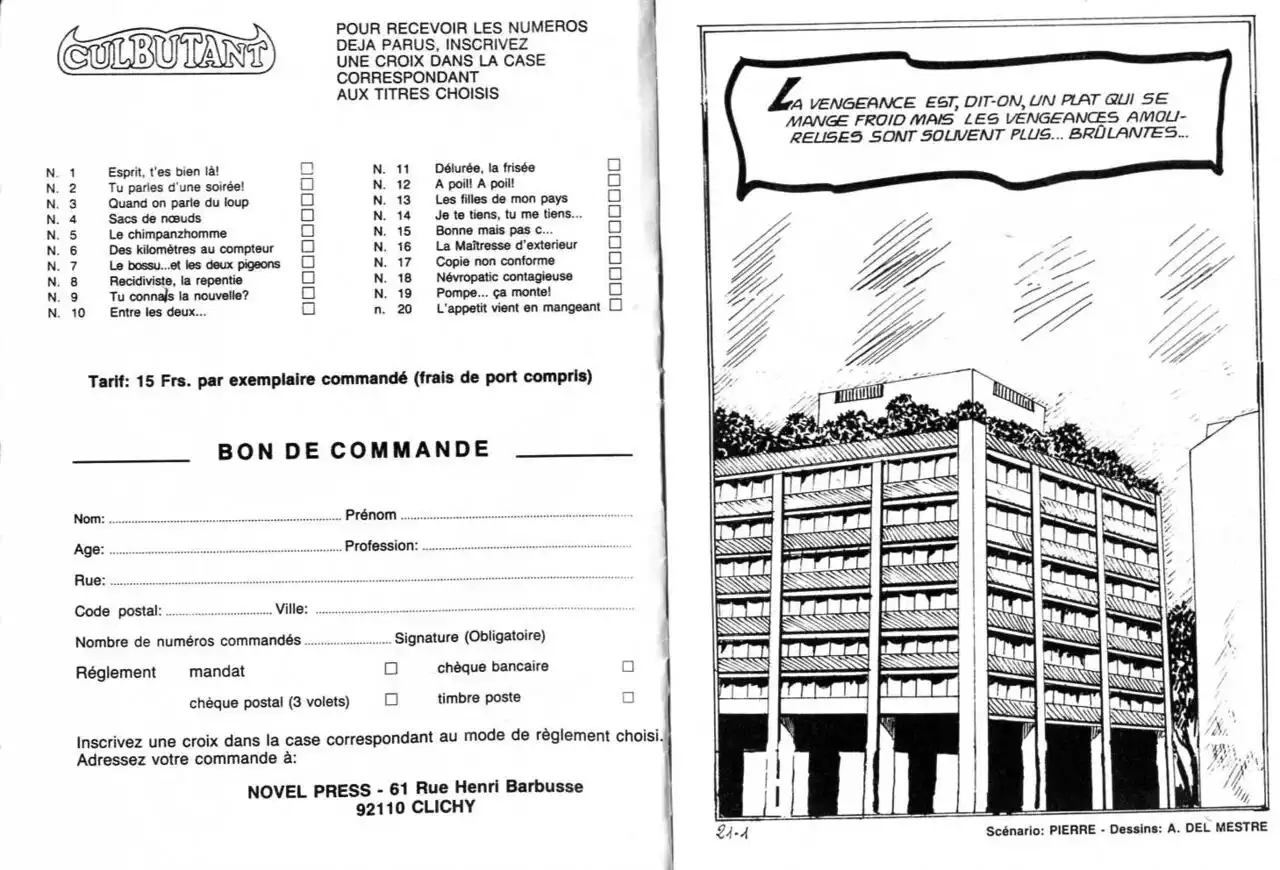 CULBUTANT
POUR RECEVOIR LES NUMEROS
DEJA PARUS, INSCRIVEZ
UNE CROIX DANS LA CASE
CORRESPONDANT
AUX TITRES CHOISIS
N. 1 Esprit, t'es bien là!
N. 2 Tu parles d'une soirée!
N. 3 Quand on parle du loup
N. 4 Sacs de nœuds
N. 5 Le chimpanzhomme
N. 6 Des kilomètres au compteur
N. 7 Le bossu...et les deux pigeons
N. 8 Recidiviste, la repentie
N. 9 Tu connais la nouvelle?
N. 10 Entre les deux...
N. 11 Délurée, la frisée
N. 12 A poil! A poil!
N. 13 Les filles de mon pays
N. 14 Je te tiens, tu me tiens...
N. 15 Bonne mais pas c...
N. 16 La Maîtresse d'exterieur
N. 17 Copie non conforme
N. 18 Névropatic contagieuse
N. 19 Pompe... ça monte!
n. 20 L'appetit vient en mangeant
Tarif: 15 Frs. par exemplaire commandé (frais de port compris)
BON DE COMMANDE
Nom: Prénom
Age: Profession:
Rue:
Code postal: Ville:
Nombre de numéros commandés Signature (Obligatoire)
Réglement mandat chèque bancaire
chèque postal (3 volets) timbre poste
Inscrivez une croix dans la case correspondant au mode de règlement choisi.
Adressez votre commande à:
NOVEL PRESS - 61 Rue Henri Barbusse
92110 CLICHY
LA VENGEANCE EST, DIT-ON, UN PLAT QUI SE
MANGE FROID MAIS LES VENGEANCES AMOU-
REUSES SONT SOUVENT PLUS... BRÛLANTES...
21-1
Scénario: PIERRE - Dessins: A. DEL MESTRE